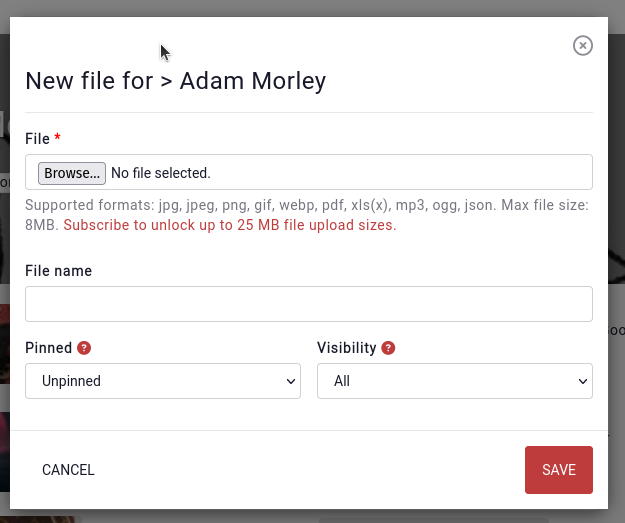 New file for > Adam Morley
File *
Browse... No file selected.
Supported formats: jpg, jpeg, png, gif, webp, pdf, xls(x), mp3, ogg, json. Max file size:
8MB. Subscribe to unlock up to 25 MB file upload sizes.
File name
Pinned ?
Visibility ?
Unpinned
All
CANCEL
SAVE